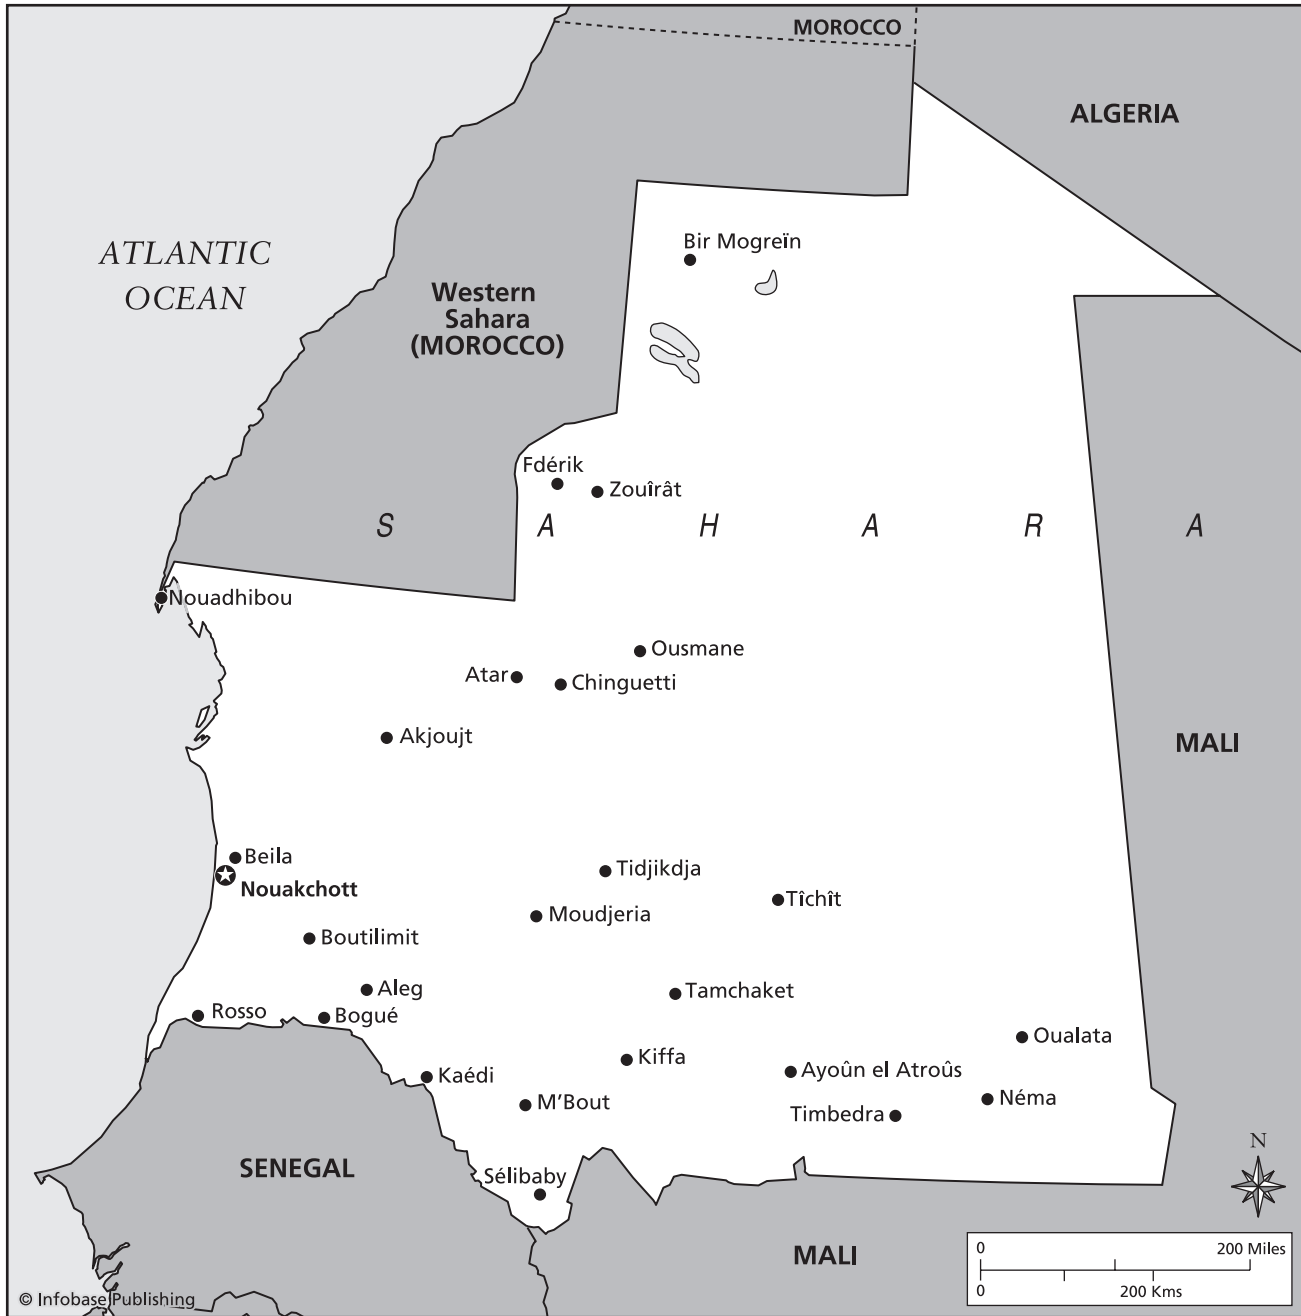 MOROCCO
ALGERIA
Bir Mogreïn
ATLANTIC
OCEAN
Western
Sahara
(MOROCCO)
Fdérik
Zouîrât
S A H A R A
Nouadhibou
Ousmane
Atar
Chinguetti
Akjoujt
MALI
Beila
Nouakchott
Tidjikdja
Tîchît
Moudjeria
Boutilimit
Aleg
Tamchaket
Rosso
Bogué
Oualata
Kiffa
Ayoûn el Atroûs
Kaédi
M’Bout
Néma
Timbedra
N
SENEGAL
Sélibaby
MALI
0 200 Miles
0 200 Kms
© Infobase Publishing